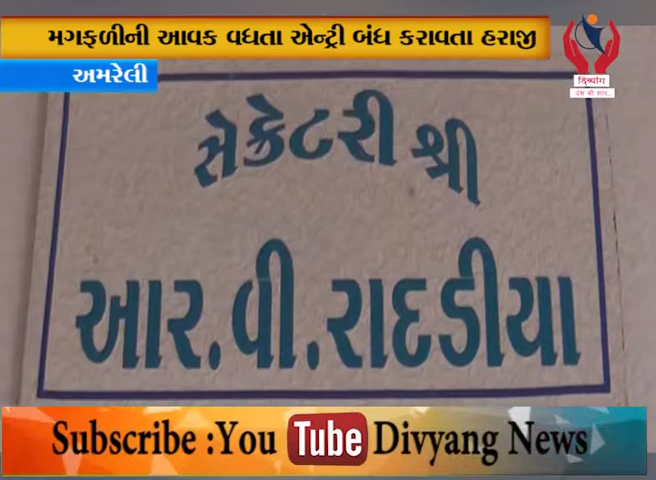 મગફળીની આવક વધતા એન્ટ્રી બંધ કરાવતા હરાજી
અમરેલી
दिव्यांग
देश की शान..
સેક્રેટરી શ્રી
આર.વી.રાદડીયા
Subscribe :You Tube Divyang News